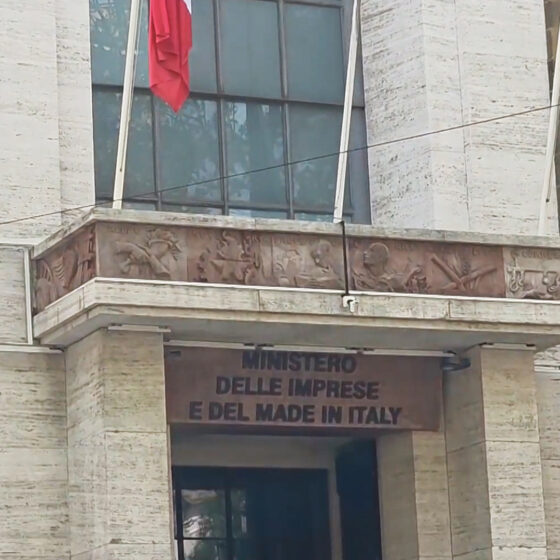 MINISTERO
DELLE IMPRESE
E DEL MADE IN ITALY